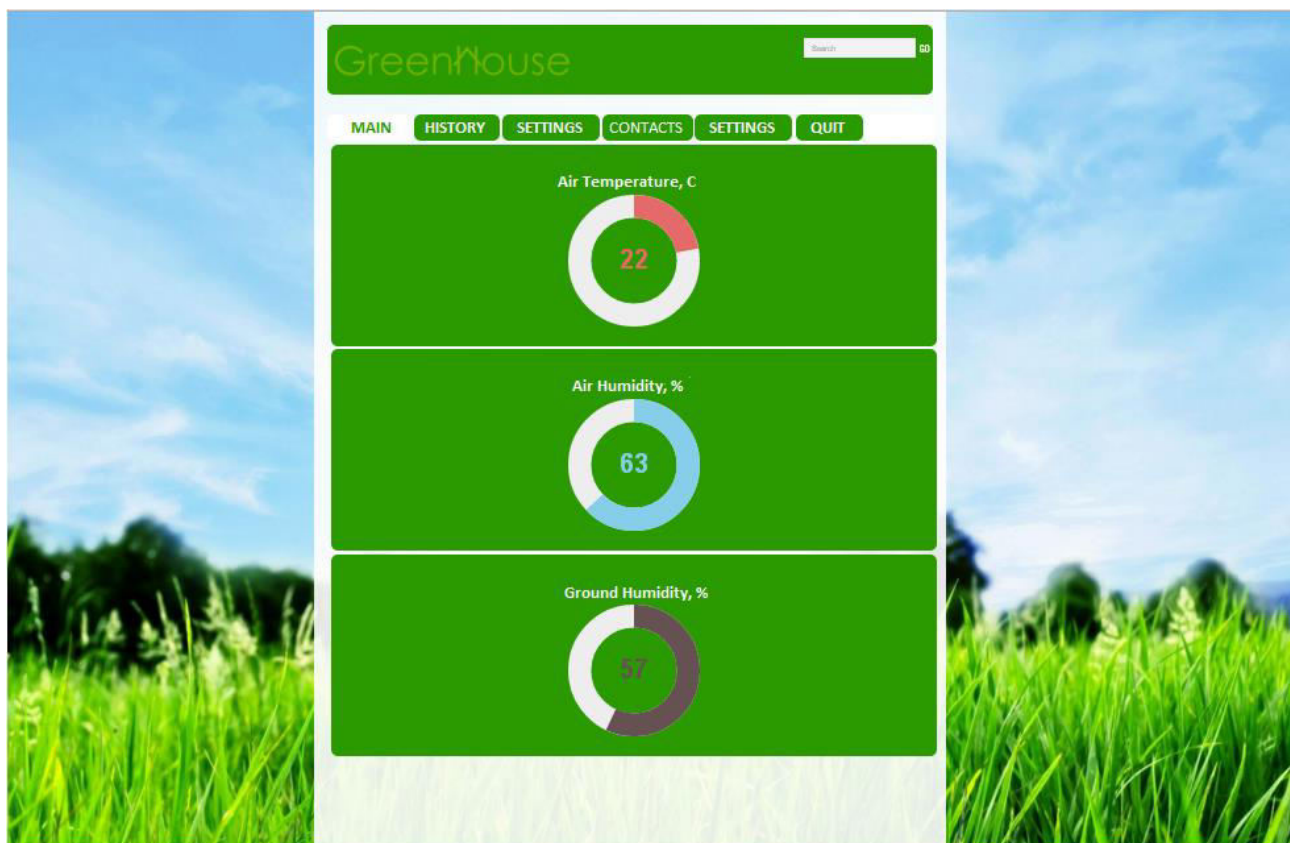 GreenHouse
Search GO
MAIN HISTORY SETTINGS CONTACTS SETTINGS QUIT
Air Temperature, C
22
Air Humidity, %
63
Ground Humidity, %
57